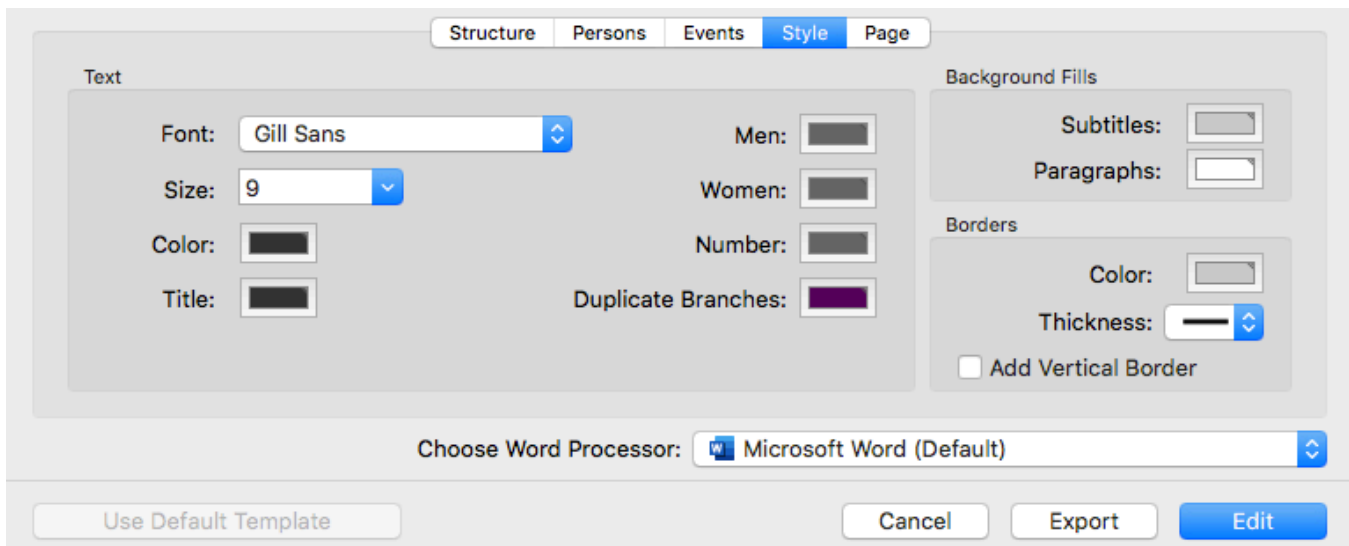 Structure Persons Events Style Page
Text
Font: Gill Sans
Size: 9
Color:
Title:
Men:
Women:
Number:
Duplicate Branches:
Background Fills
Subtitles:
Paragraphs:
Borders
Color:
Thickness:
Add Vertical Border
Choose Word Processor: Microsoft Word (Default)
Use Default Template Cancel Export Edit